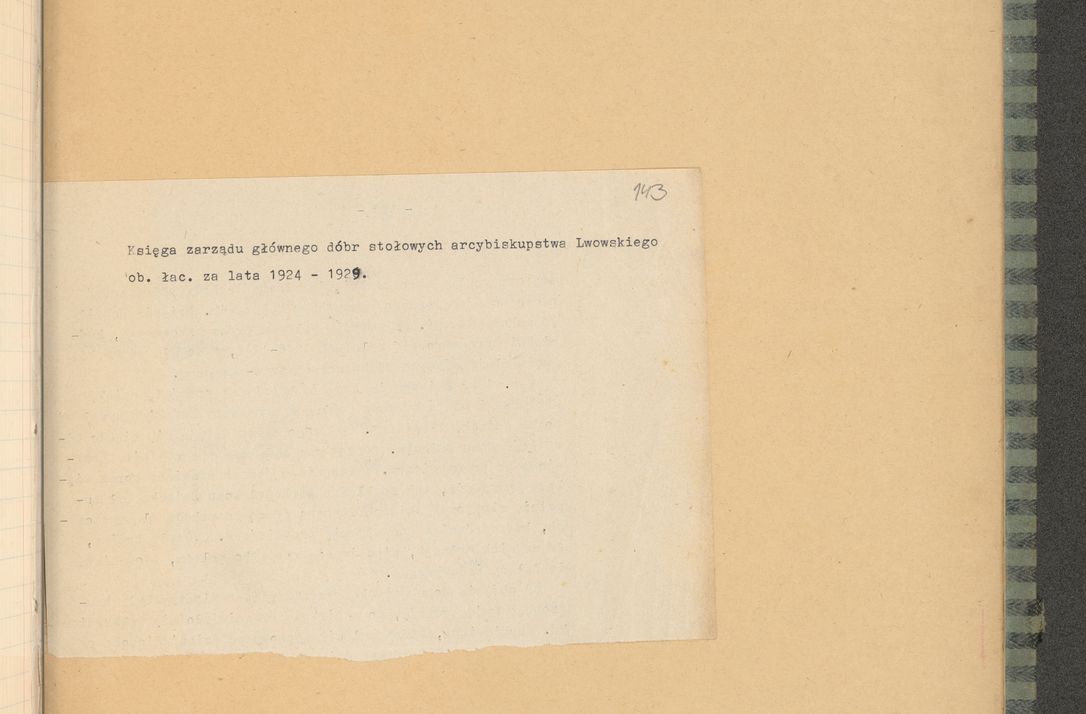 143
Księga zarządu głównego dóbr stołowych arcybiskupstwa Lwowskiego
ob. łac. za lata 1924 - 1929.